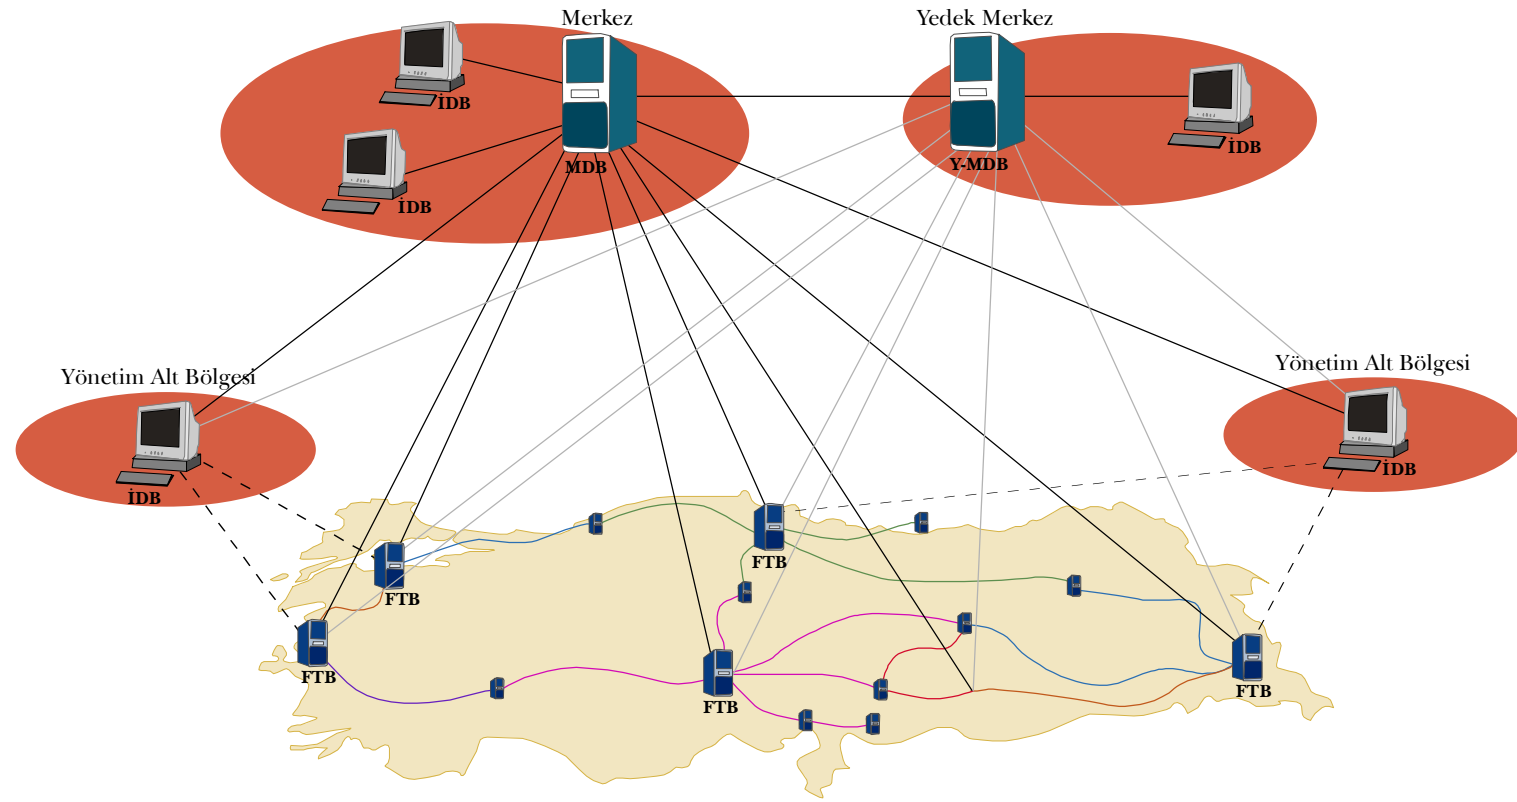 Merkez
Yedek Merkez
İDB
İDB
MDB
Y-MDB
İDB
Yönetim Alt Bölgesi
Yönetim Alt Bölgesi
İDB
İDB
FTB
FTB
FTB
FTB
FTB